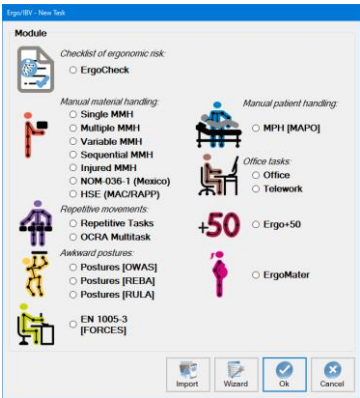 Ergo/IBV - New Task
Module
Checklist of ergonomic risk:
ErgoCheck
Manual material handling:
Single MMH
Multiple MMH
Variable MMH
Sequential MMH
Injured MMH
NOM-036-1 (Mexico)
HSE (MAC/RAPP)
Repetitive movements:
Repetitive Tasks
OCRA Multitask
Awkward postures:
Postures [OWAS]
Postures [REBA]
Postures [RULA]
EN 1005-3
[FORCES]
Manual patient handling:
MPH [MAPO]
Office tasks:
Office
Telework
+50 Ergo+50
ErgoMater
Import Wizard Ok Cancel